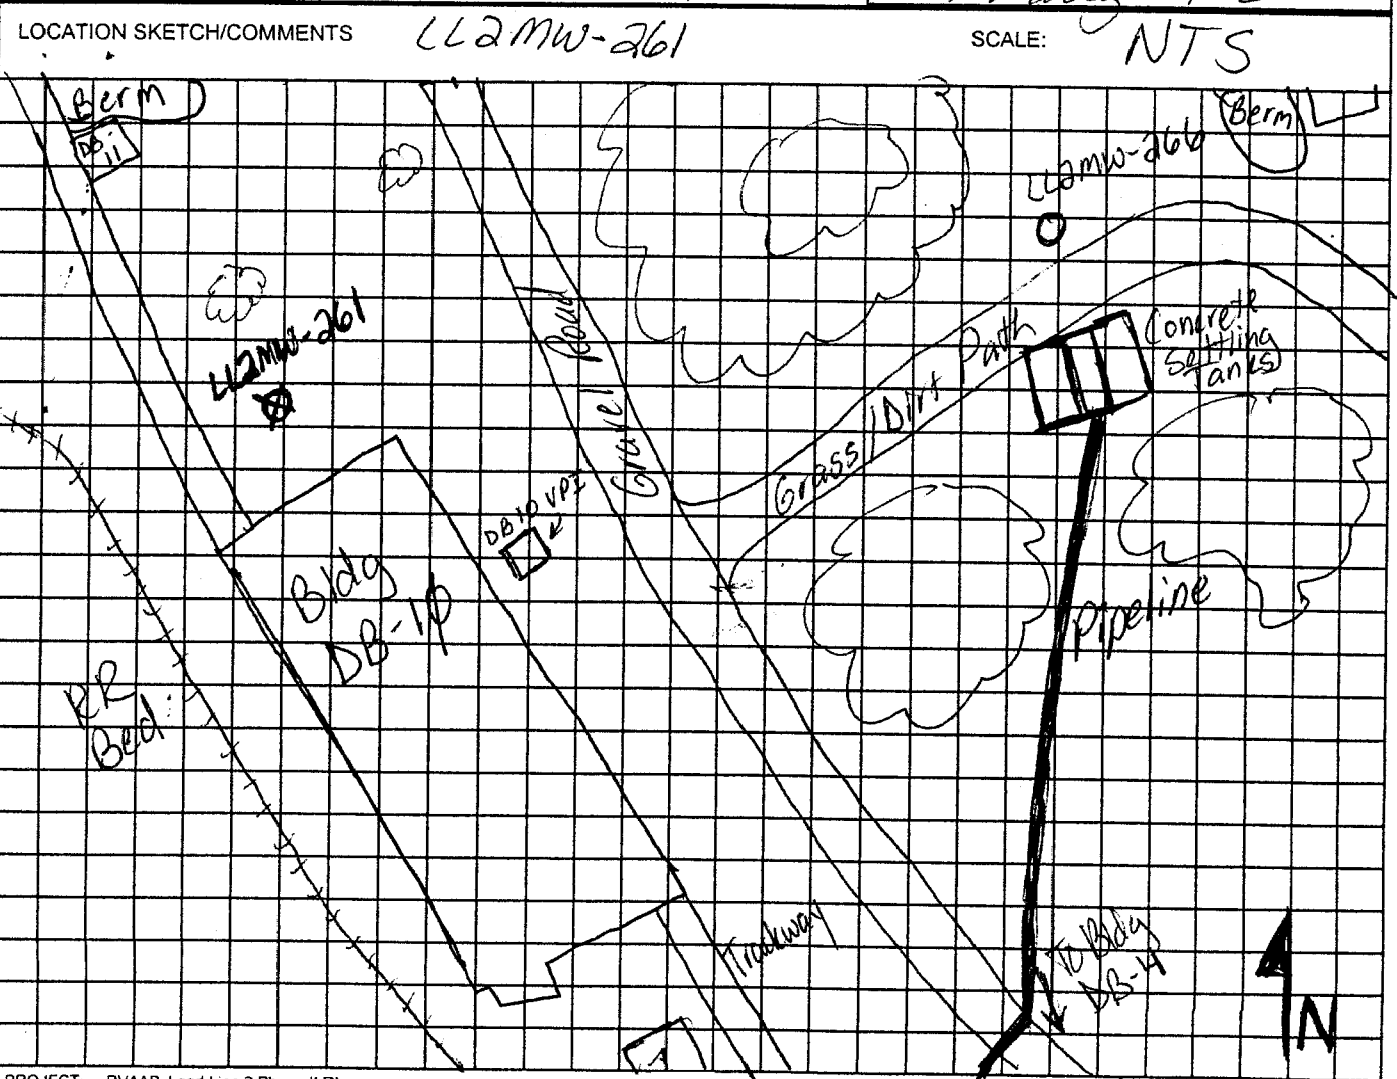 LOCATION SKETCH/COMMENTS LL2MW-261 SCALE: NTS
Berm
DB-11
Berm
LL2MW-266
LL2MW-261
Gravel Road
Grass/Dirt Path
Concrete
Settling
Tanks
DB10 VPI
Bldg
DB-10
Pipeline
RR
Bed
Trackway
To Bldg
DB-4
N